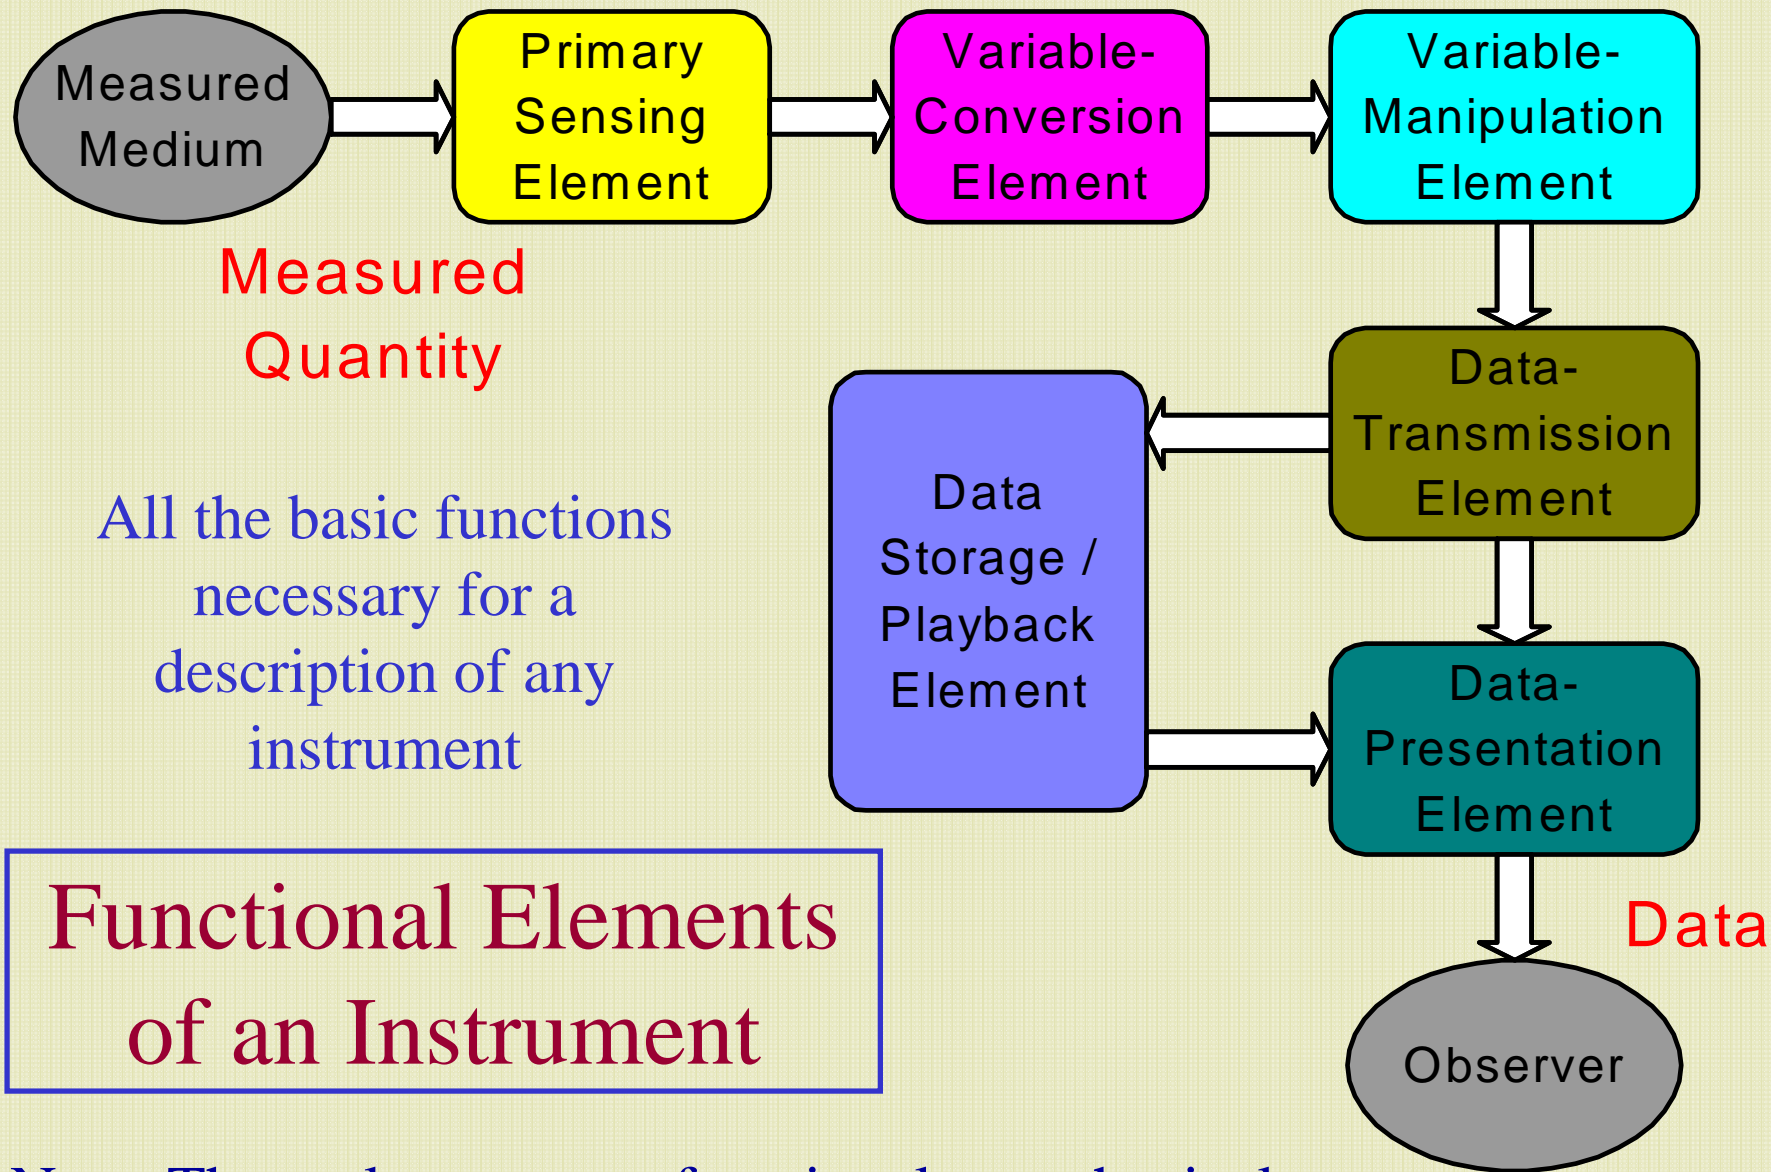 Measured
Medium
Primary
Sensing
Element
Variable-
Conversion
Element
Variable-
Manipulation
Element
Measured
Quantity
Data-
Transmission
Element
Data
Storage /
Playback
Element
All the basic functions
necessary for a
description of any
instrument
Data-
Presentation
Element
Functional Elements
of an Instrument
Data
Observer